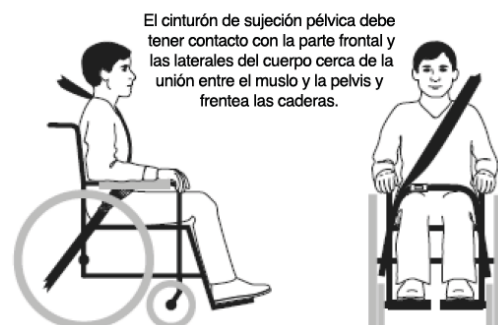 El cinturón de sujeción pélvica debe
tener contacto con la parte frontal y
las laterales del cuerpo cerca de la
unión entre el muslo y la pelvis y
frentea las caderas.